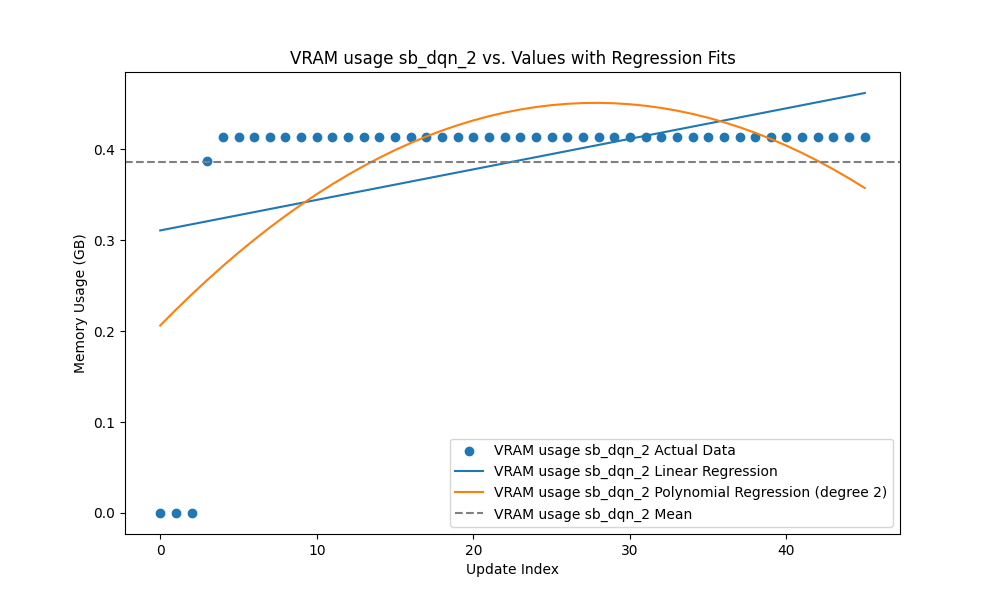 VRAM usage sb_dqn_2 vs. Values with Regression Fits
Memory Usage (GB)
0.4
0.3
0.2
0.1
0.0
0
10
20
30
40
Update Index
VRAM usage sb_dqn_2 Actual Data
VRAM usage sb_dqn_2 Linear Regression
VRAM usage sb_dqn_2 Polynomial Regression (degree 2)
VRAM usage sb_dqn_2 Mean